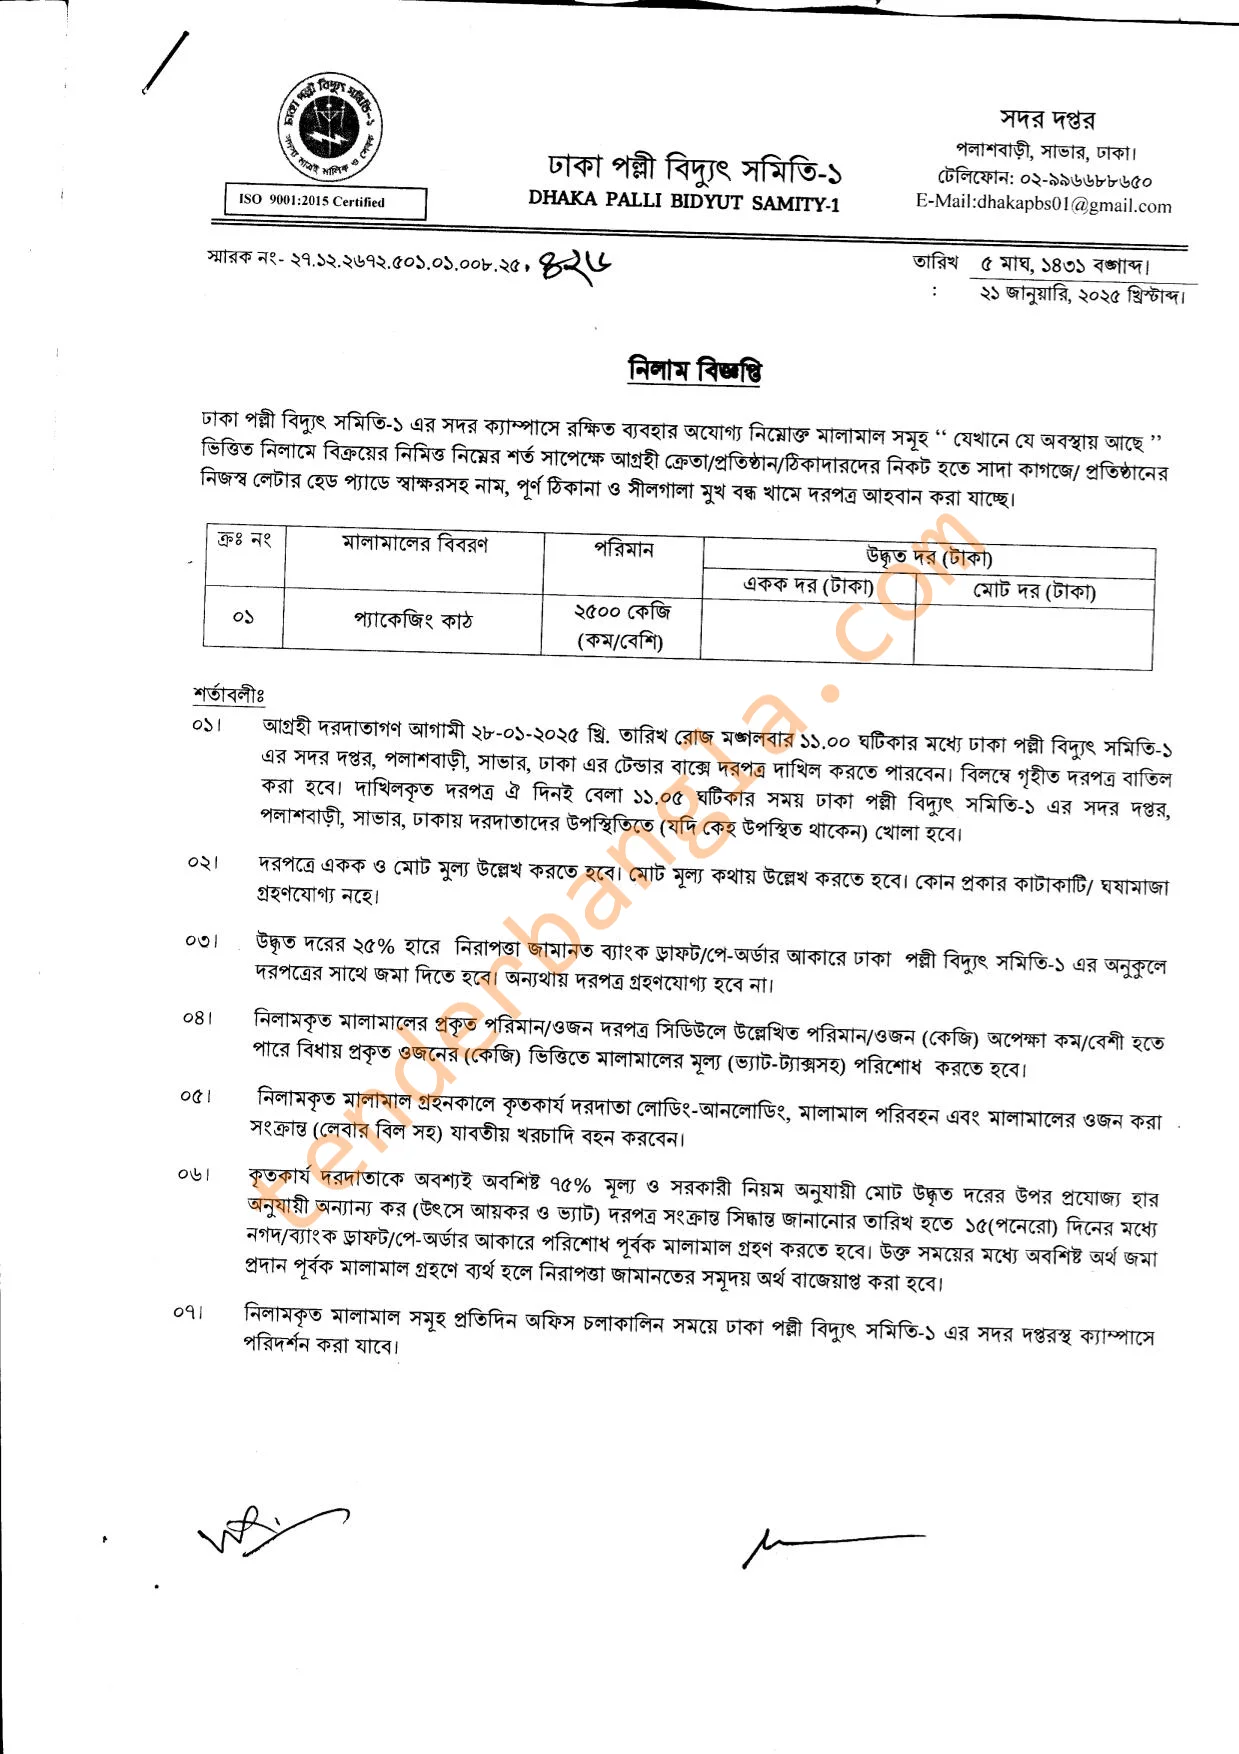 ঢাকা পল্লী বিদ্যুৎ সমিতি-১
সদস্য মাত্রই মালিক ও সেবক
ISO 9001:2015 Certified
ঢাকা পল্লী বিদ্যুৎ সমিতি-১
DHAKA PALLI BIDYUT SAMITY-1
সদর দপ্তর
পলাশবাড়ী, সাভার, ঢাকা।
টেলিফোন: ০২-৯৯৬৬৮৮৬৫০
E-Mail:dhakapbs01@gmail.com
স্মারক নং- ২৭.১২.২৬৭২.৫০১.০১.০০৮.২৫.৪২৬
তারিখ ৫ মাঘ, ১৪৩১ বঙ্গাব্দ।
: ২১ জানুয়ারি, ২০২৫ খ্রিস্টাব্দ।
নিলাম বিজ্ঞপ্তি
ঢাকা পল্লী বিদ্যুৎ সমিতি-১ এর সদর ক্যাম্পাসে রক্ষিত ব্যবহার অযোগ্য নিম্নোক্ত মালামাল সমূহ “ যেখানে যে অবস্থায় আছে ”
ভিত্তিত নিলামে বিক্রয়ের নিমিত্ত নিম্নের শর্ত সাপেক্ষে আগ্রহী ক্রেতা/প্রতিষ্ঠান/ঠিকাদারদের নিকট হতে সাদা কাগজে/ প্রতিষ্ঠানের
নিজস্ব লেটার হেড প্যাডে স্বাক্ষরসহ নাম, পূর্ণ ঠিকানা ও সীলগালা মুখ বন্ধ খামে দরপত্র আহবান করা যাচ্ছে।
ক্রঃ নং মালামালের বিবরণ পরিমান উদ্ধৃত দর (টাকা)
একক দর (টাকা) মোট দর (টাকা)
০১ প্যাকেজিং কাঠ ২৫০০ কেজি
(কম/বেশি)
শর্তাবলীঃ
০১। আগ্রহী দরদাতাগণ আগামী ২৮-০১-২০২৫ খ্রি. তারিখ রোজ মঙ্গলবার ১১.০০ ঘটিকার মধ্যে ঢাকা পল্লী বিদ্যুৎ সমিতি-১
এর সদর দপ্তর, পলাশবাড়ী, সাভার, ঢাকা এর টেন্ডার বাক্সে দরপত্র দাখিল করতে পারবেন। বিলম্বে গৃহীত দরপত্র বাতিল
করা হবে। দাখিলকৃত দরপত্র ঐ দিনই বেলা ১১.০৫ ঘটিকার সময় ঢাকা পল্লী বিদ্যুৎ সমিতি-১ এর সদর দপ্তর,
পলাশবাড়ী, সাভার, ঢাকায় দরদাতাদের উপস্থিতিতে (যদি কেহ উপস্থিত থাকেন) খোলা হবে।
০২। দরপত্রে একক ও মোট মুল্য উল্লেখ করতে হবে। মোট মূল্য কথায় উল্লেখ করতে হবে। কোন প্রকার কাটাকাটি/ ঘষামাজা
গ্রহণযোগ্য নহে।
০৩। উদ্ধৃত দরের ২৫% হারে নিরাপত্তা জামানত ব্যাংক ড্রাফট/পে-অর্ডার আকারে ঢাকা পল্লী বিদ্যুৎ সমিতি-১ এর অনুকুলে
দরপত্রের সাথে জমা দিতে হবে। অন্যথায় দরপত্র গ্রহণযোগ্য হবে না।
০৪। নিলামকৃত মালামালের প্রকৃত পরিমান/ওজন দরপত্র সিডিউলে উল্লেখিত পরিমান/ওজন (কেজি) অপেক্ষা কম/বেশী হতে
পারে বিধায় প্রকৃত ওজনের (কেজি) ভিত্তিতে মালামালের মূল্য (ভ্যাট-ট্যাক্সসহ) পরিশোধ করতে হবে।
০৫। নিলামকৃত মালামাল গ্রহনকালে কৃতকার্য দরদাতা লোডিং-আনলোডিং, মালামাল পরিবহন এবং মালামালের ওজন করা
সংক্রান্ত (লেবার বিল সহ) যাবতীয় খরচাদি বহন করবেন।
০৬। কৃতকার্য দরদাতাকে অবশ্যই অবশিষ্ট ৭৫% মূল্য ও সরকারী নিয়ম অনুযায়ী মোট উদ্ধৃত দরের উপর প্রযোজ্য হার
অনুযায়ী অন্যান্য কর (উৎসে আয়কর ও ভ্যাট) দরপত্র সংক্রান্ত সিদ্ধান্ত জানানোর তারিখ হতে ১৫(পনেরো) দিনের মধ্যে
নগদ/ব্যাংক ড্রাফট/পে-অর্ডার আকারে পরিশোধ পূর্বক মালামাল গ্রহণ করতে হবে। উক্ত সময়ের মধ্যে অবশিষ্ট অর্থ জমা
প্রদান পূর্বক মালামাল গ্রহণে ব্যর্থ হলে নিরাপত্তা জামানতের সমুদয় অর্থ বাজেয়াপ্ত করা হবে।
০৭। নিলামকৃত মালামাল সমূহ প্রতিদিন অফিস চলাকালিন সময়ে ঢাকা পল্লী বিদ্যুৎ সমিতি-১ এর সদর দপ্তরস্থ ক্যাম্পাসে
পরিদর্শন করা যাবে।
tenderbangla.com